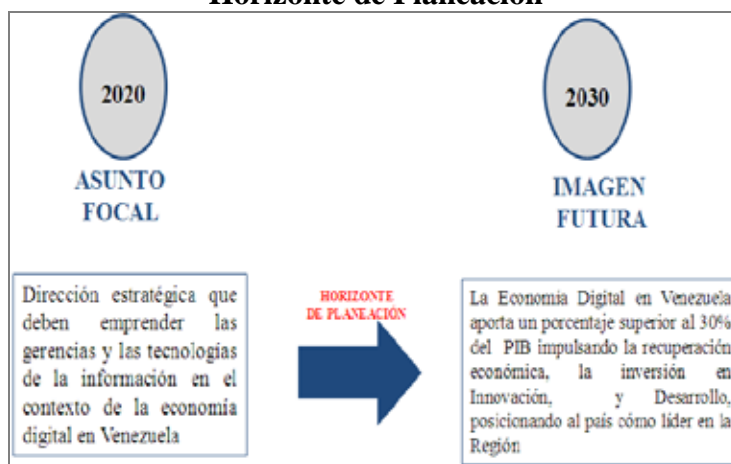 Horizonte de Planeación
2020
ASUNTO
FOCAL
Dirección estratégica que
deben emprender las
gerencias y las tecnologías
de la información en el
contexto de la economía
digital en Venezuela
HORIZONTE
DE PLANEACIÓN
2030
IMAGEN
FUTURA
La Economía Digital en Venezuela
aporta un porcentaje superior al 30%
del PIB impulsando la recuperación
económica, la inversión en
Innovación, y Desarrollo,
posicionando al país cómo líder en la
Región